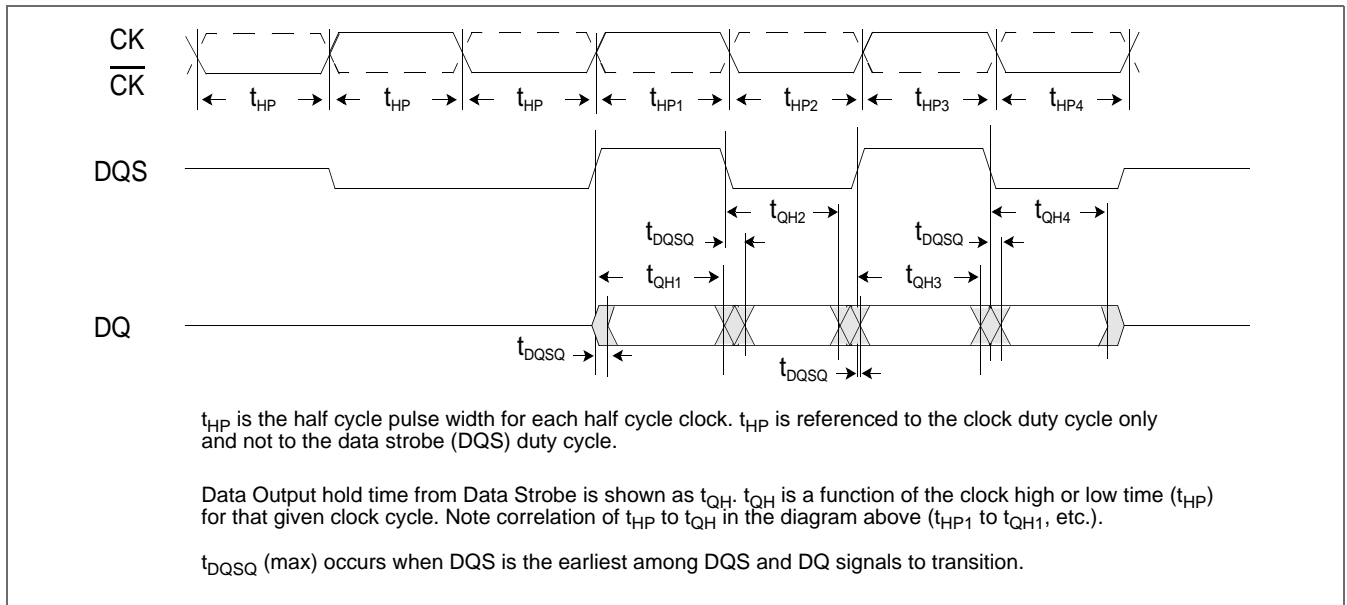 CK
CK
tHP tHP tHP tHP1 tHP2 tHP3 tHP4
DQS
tQH2 tQH4
tDQSQ tDQSQ
tQH1 tQH3
DQ
tDQSQ
tDQSQ
tHP is the half cycle pulse width for each half cycle clock. tHP is referenced to the clock duty cycle only
and not to the data strobe (DQS) duty cycle.
Data Output hold time from Data Strobe is shown as tQH. tQH is a function of the clock high or low time (tHP)
for that given clock cycle. Note correlation of tHP to tQH in the diagram above (tHP1 to tQH1, etc.).
tDQSQ (max) occurs when DQS is the earliest among DQS and DQ signals to transition.